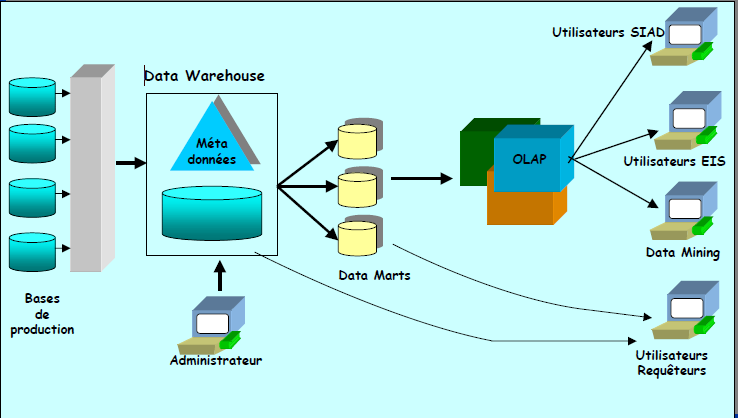 Utilisateurs SIAD
Data Warehouse
Méta
données
OLAP
Utilisateurs EIS
Data Mining
Data Marts
Bases
de
production
Administrateur
Utilisateurs
Requêteurs